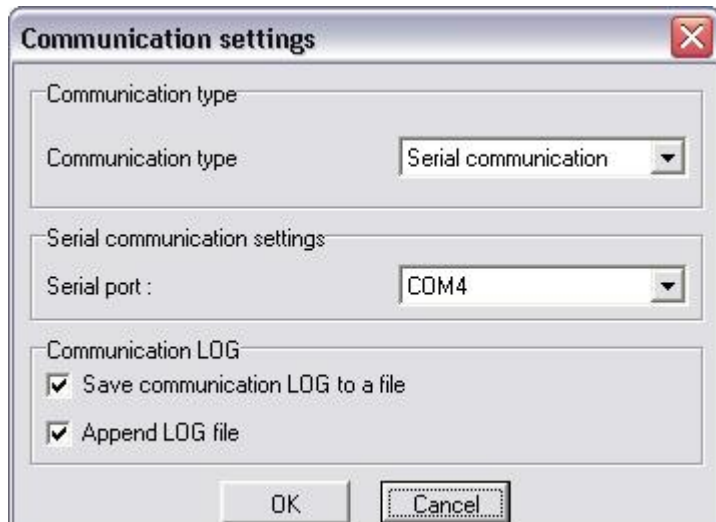 Communication settings
Communication type
Communication type Serial communication
Serial communication settings
Serial port : COM4
Communication LOG
Save communication LOG to a file
Append LOG file
OK Cancel